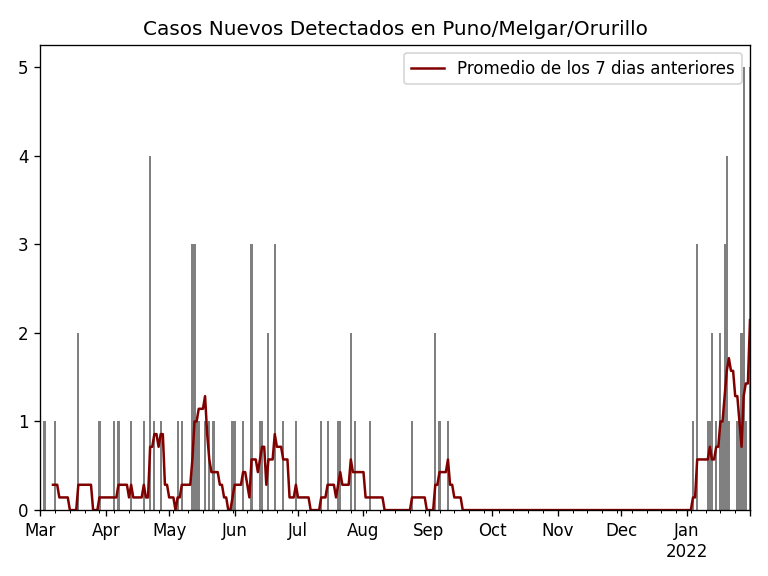 Casos Nuevos Detectados en Puno/Melgar/Orurillo
Promedio de los 7 dias anteriores
5
4
3
2
1
0
Mar Apr May Jun Jul Aug Sep Oct Nov Dec Jan
2022